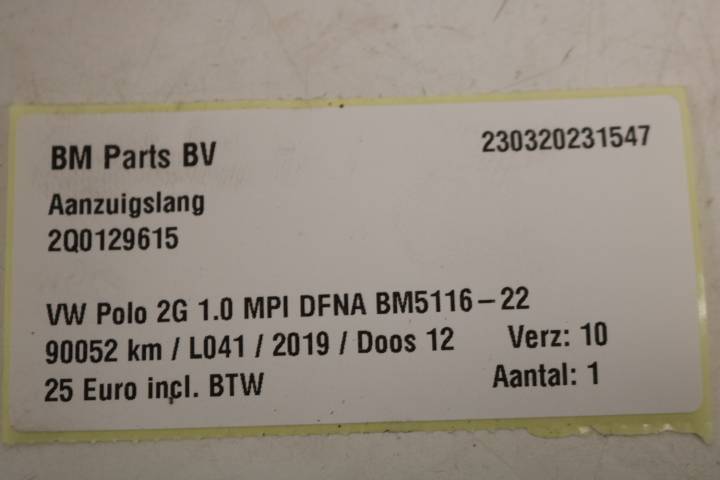 BM Parts BV 230320231547
Aanzuigslang
2Q0129615
VW Polo 2G 1.0 MPI DFNA BM5116-22
90052 km / L041 / 2019 / Doos 12 Verz: 10
25 Euro incl. BTW Aantal: 1